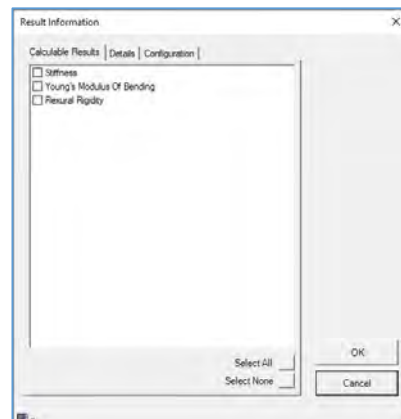 Result Information
Calculable Results Details Configuration
Stiffness
Young's Modulus Of Bending
Flexural Rigidity
Select All
Select None
OK
Cancel